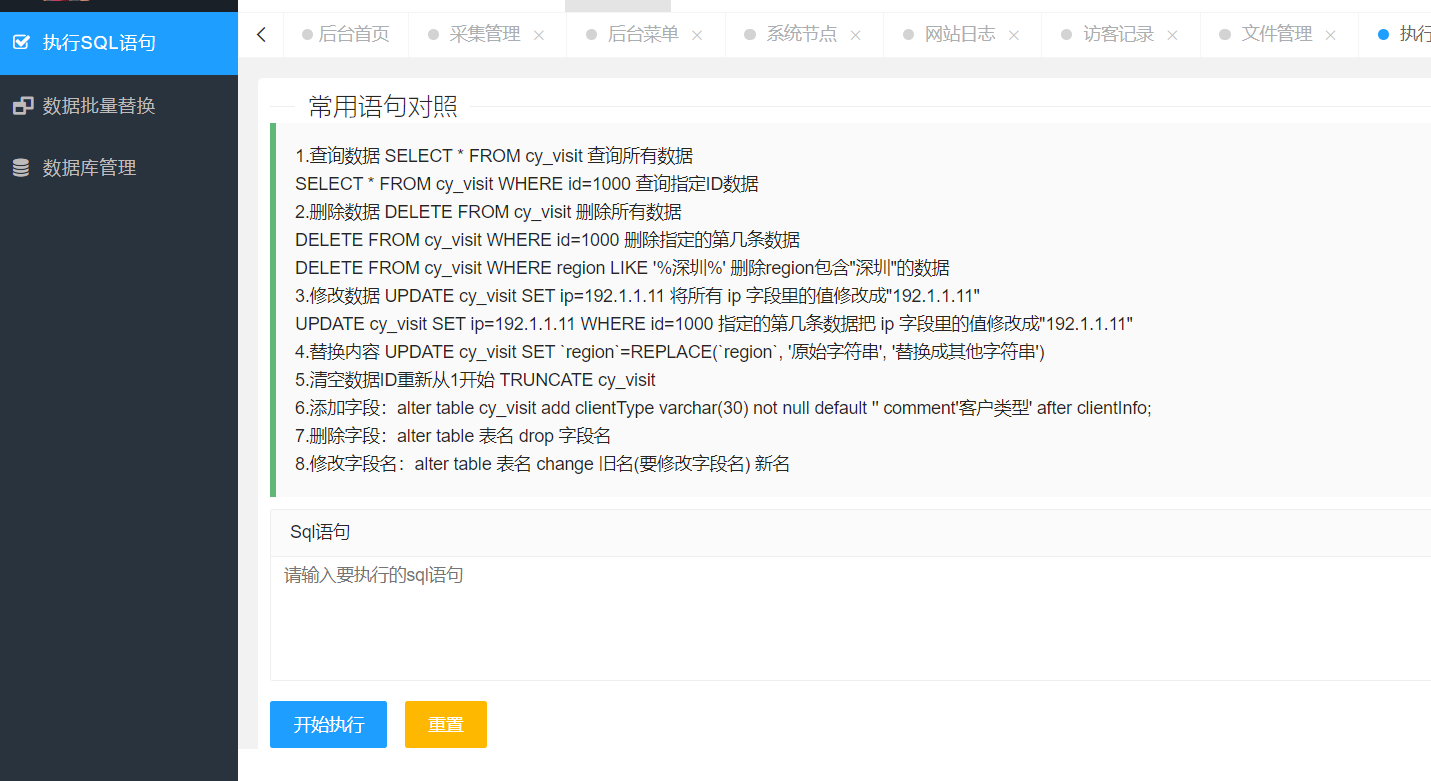 执行SQL语句
数据批量替换
数据库管理
后台首页 采集管理 后台菜单 系统节点 网站日志 访客记录 文件管理 执行
常用语句对照
1.查询数据 SELECT * FROM cy_visit 查询所有数据
SELECT * FROM cy_visit WHERE id=1000 查询指定ID数据
2.删除数据 DELETE FROM cy_visit 删除所有数据
DELETE FROM cy_visit WHERE id=1000 删除指定的第几条数据
DELETE FROM cy_visit WHERE region LIKE '%深圳%' 删除region包含"深圳"的数据
3.修改数据 UPDATE cy_visit SET ip=192.1.1.11 将所有 ip 字段里的值修改成"192.1.1.11"
UPDATE cy_visit SET ip=192.1.1.11 WHERE id=1000 指定的第几条数据把 ip 字段里的值修改成"192.1.1.11"
4.替换内容 UPDATE cy_visit SET `region`=REPLACE(`region`, '原始字符串', '替换成其他字符串')
5.清空数据ID重新从1开始 TRUNCATE cy_visit
6.添加字段：alter table cy_visit add clientType varchar(30) not null default '' comment'客户类型' after clientInfo;
7.删除字段：alter table 表名 drop 字段名
8.修改字段名：alter table 表名 change 旧名(要修改字段名) 新名
Sql语句
请输入要执行的sql语句
开始执行 重置